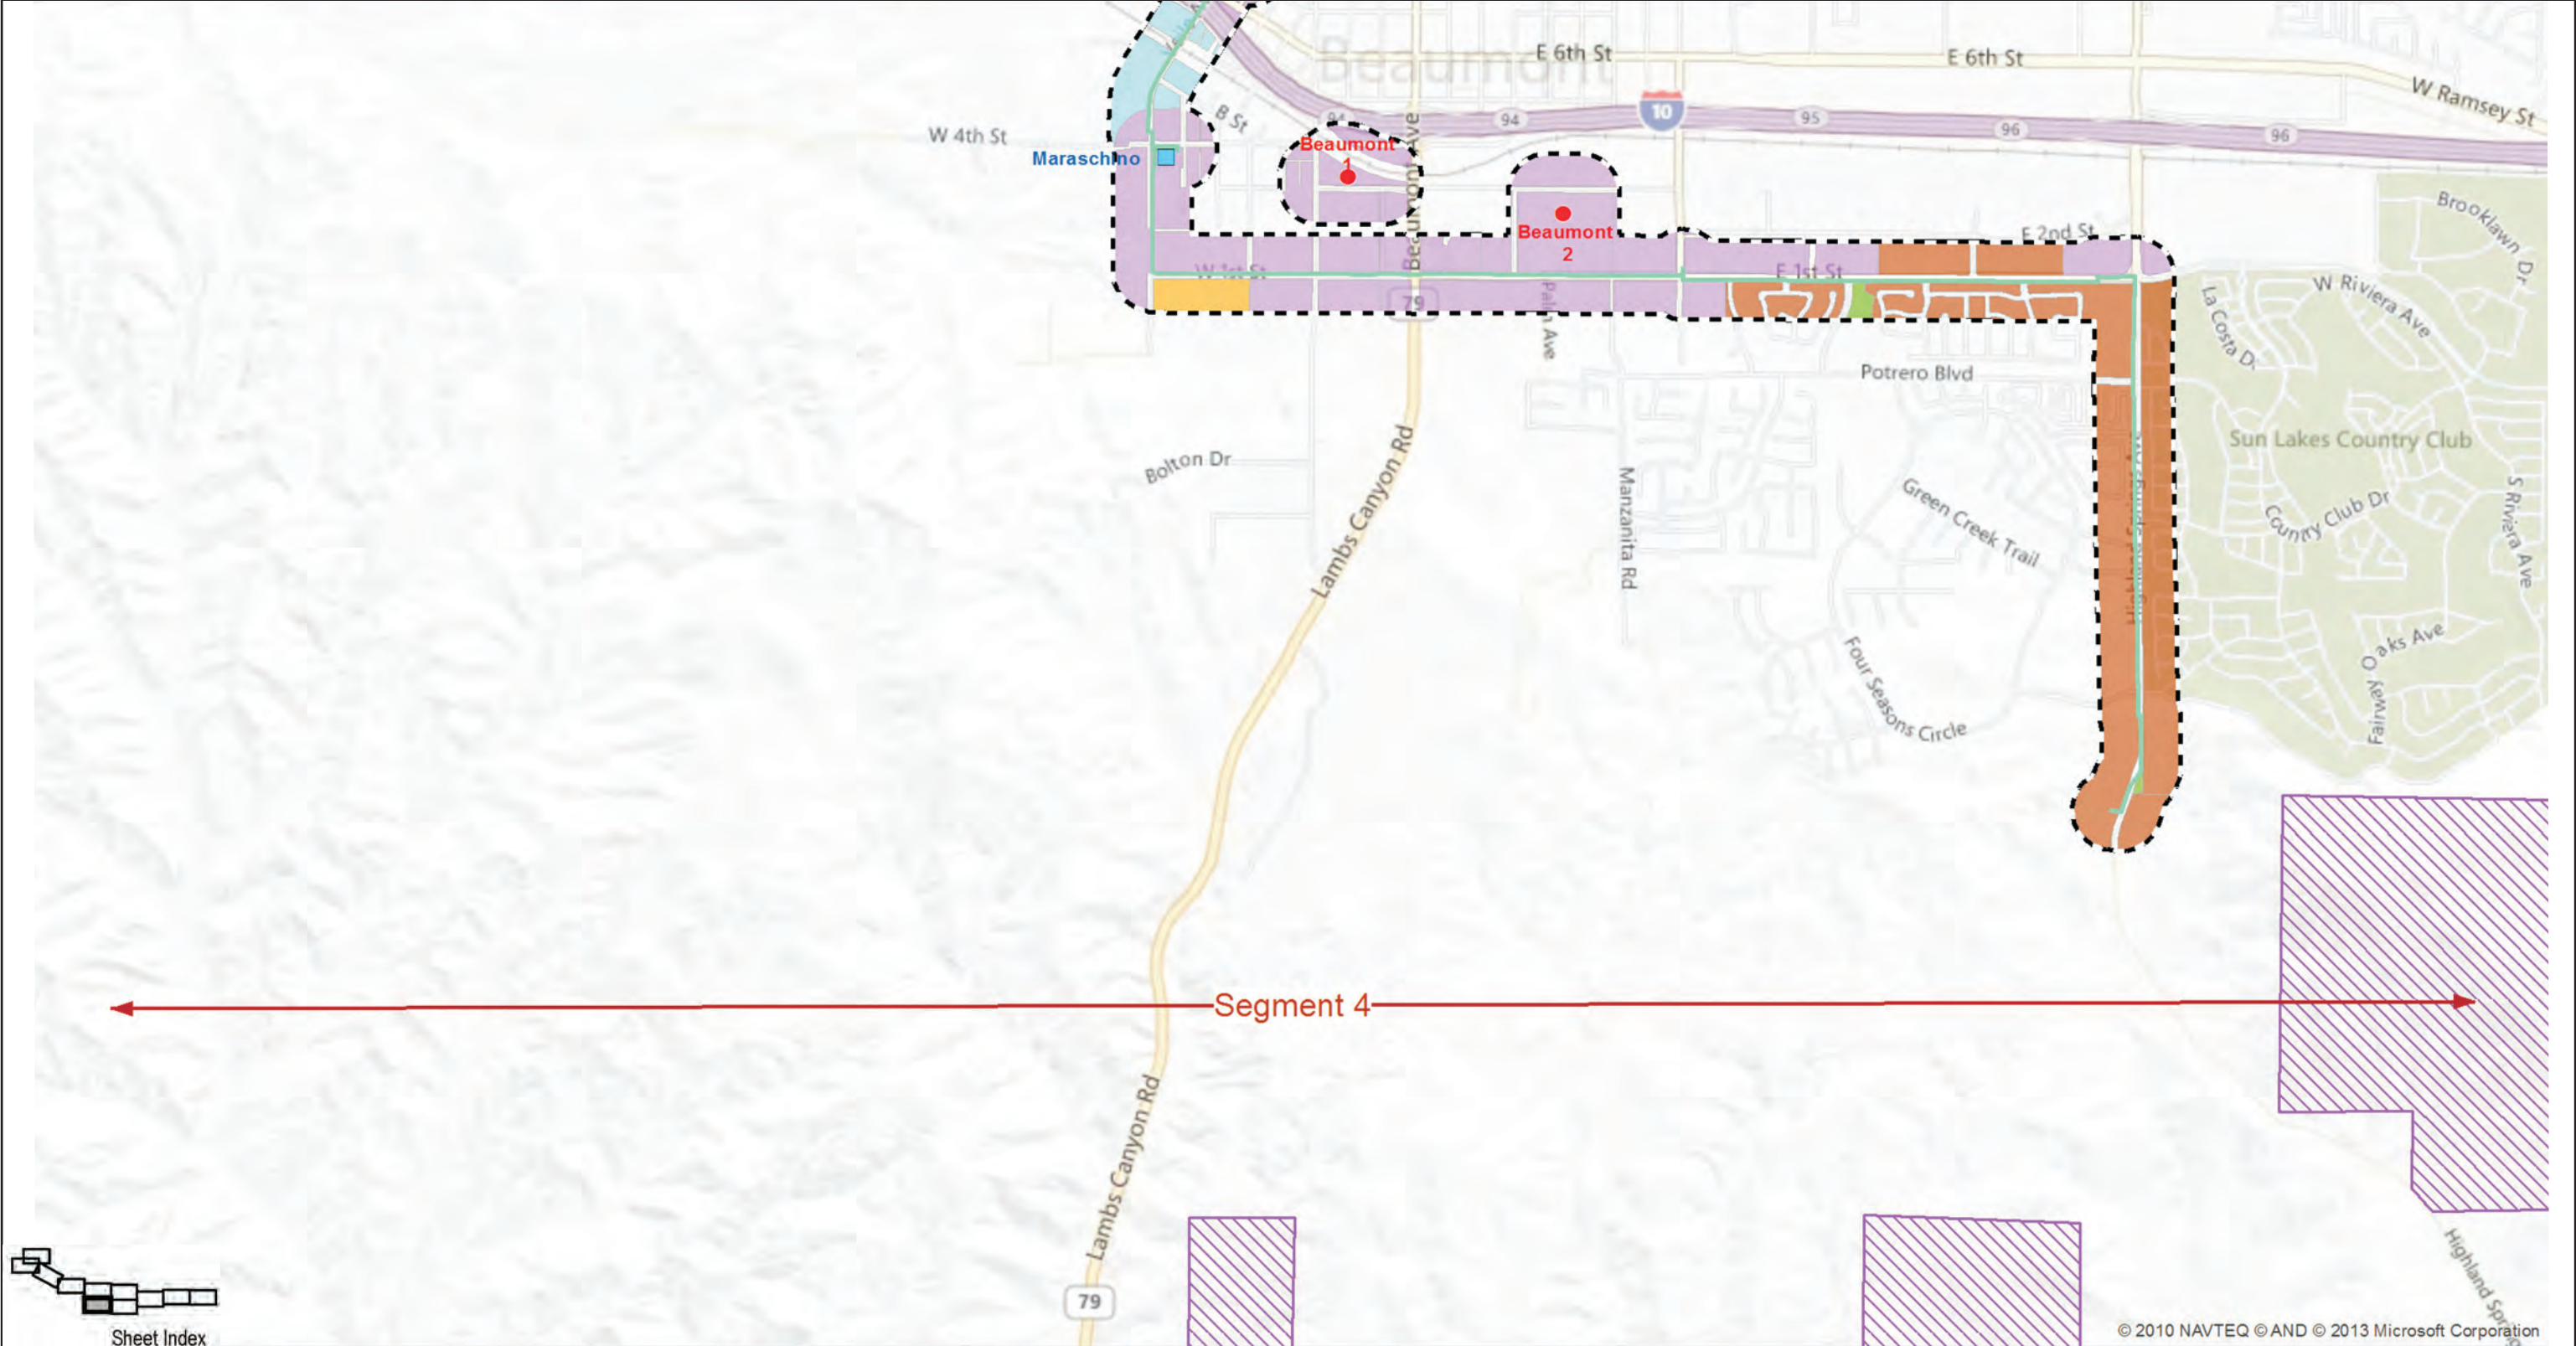 Beaumont
E 6th St
E 6th St
W Ramsey St
10
94
94
95
96
96
B St
W 4th St
Maraschino
Beaumont
1
Beaumont Ave
Beaumont
2
E 2nd St
W 1st St
E 1st St
79
Palm Ave
Brooklawn Dr
W Riviera Ave
La Costa D
Potrero Blvd
Sun Lakes Country Club
Country Club Dr
S Riviera Ave
Bolton Dr
Lambs Canyon Rd
Manzanita Rd
Green Creek Trail
Highland Springs Ave
Four Seasons Circle
Oaks Ave
Fairway
Segment 4
Lambs Canyon Rd
79
Highland Spring
Sheet Index
© 2010 NAVTEQ © AND © 2013 Microsoft Corporation